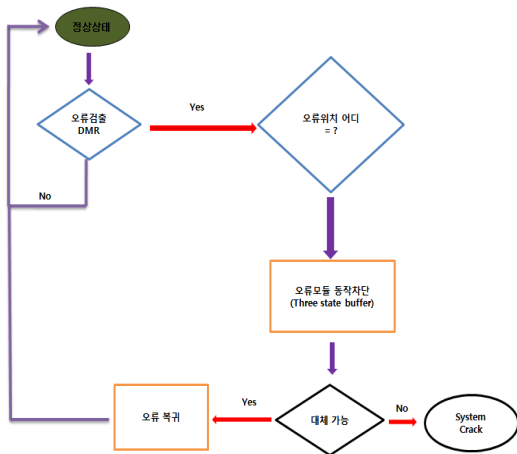 정상상태
오류검출
DMR
Yes
오류위치 어디
= ?
No
오류모듈 동작차단
(Three state buffer)
오류 복귀
Yes
대체 가능
No
System
Crack